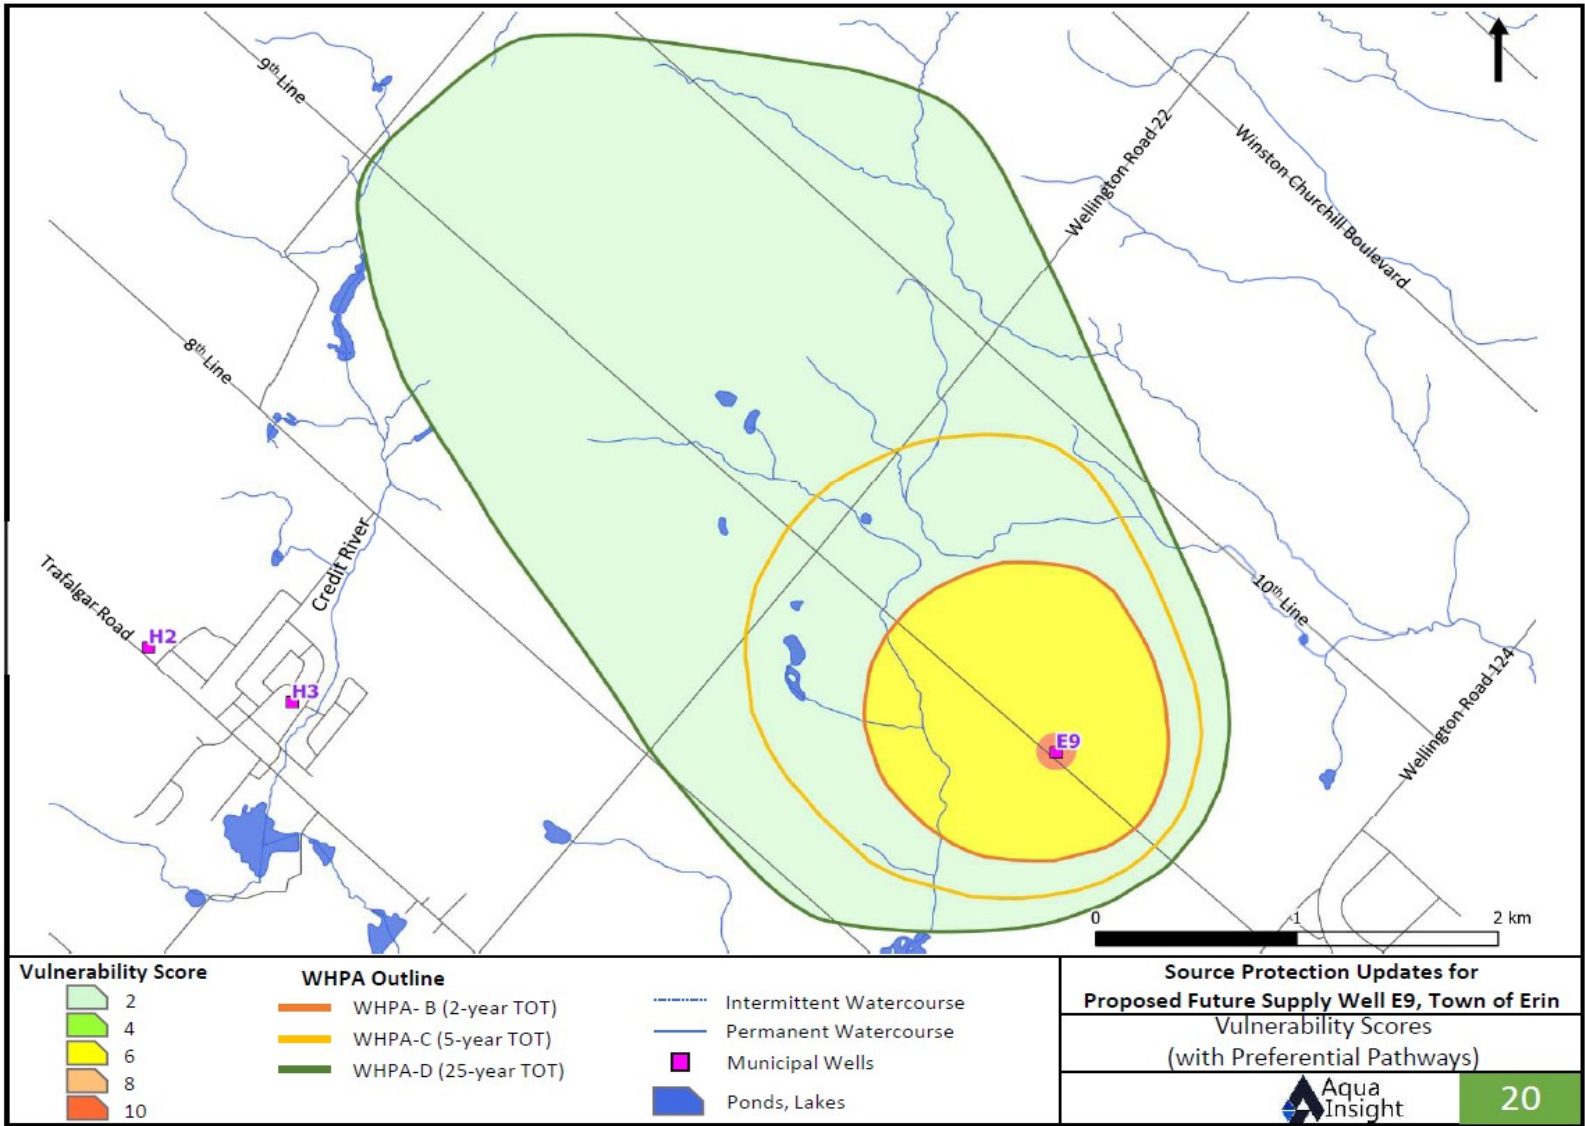 9th Line
Wellington Road 22
Winston Churchill Boulevard
8th Line
Credit River
Trafalgar Road
H2
H3
10th Line
Wellington Road 124
E9
0 1 2 km
Vulnerability Score
2
4
6
8
10
WHPA Outline
WHPA- B (2-year TOT)
WHPA-C (5-year TOT)
WHPA-D (25-year TOT)
Intermittent Watercourse
Permanent Watercourse
Municipal Wells
Ponds, Lakes
Source Protection Updates for
Proposed Future Supply Well E9, Town of Erin
Vulnerability Scores
(with Preferential Pathways)
Aqua
Insight
20